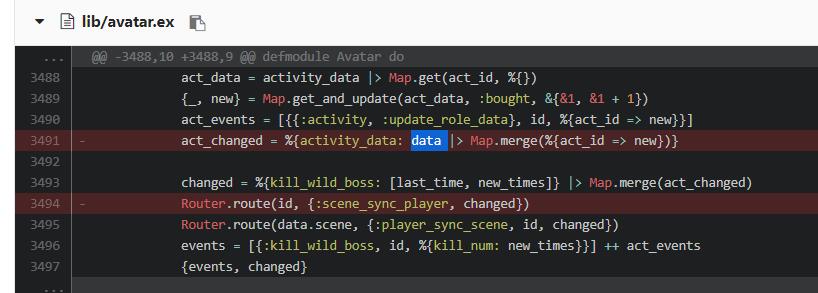 lib/avatar.ex
... @@ -3488,10 +3488,9 @@ defmodule Avatar do
3488 act_data = activity_data |> Map.get(act_id, %{})
3489 {_, new} = Map.get_and_update(act_data, :bought, &{&1, &1 + 1})
3490 act_events = [{{:activity, :update_role_data}, id, %{act_id => new}}]
3491 - act_changed = %{activity_data: data |> Map.merge(%{act_id => new})}
3492
3493 changed = %{kill_wild_boss: [last_time, new_times]} |> Map.merge(act_changed)
3494 - Router.route(id, {:scene_sync_player, changed})
3495 Router.route(data.scene, {:player_sync_scene, id, changed})
3496 events = [{:kill_wild_boss, id, %{kill_num: new_times}}] ++ act_events
3497 {events, changed}
...